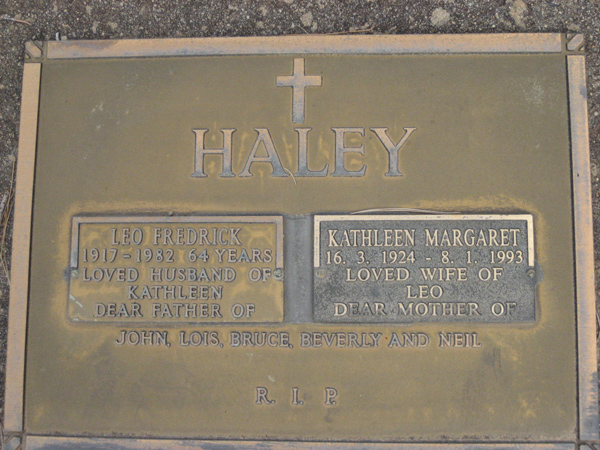 HALEY
LEO FREDRICK
1917 - 1982 64 YEARS
LOVED HUSBAND OF
KATHLEEN
DEAR FATHER OF
KATHLEEN MARGARET
16. 3. 1924 - 8. 1. 1993
LOVED WIFE OF
LEO
DEAR MOTHER OF
JOHN, LOIS, BRUCE, BEVERLY AND NEIL
R. I. P.